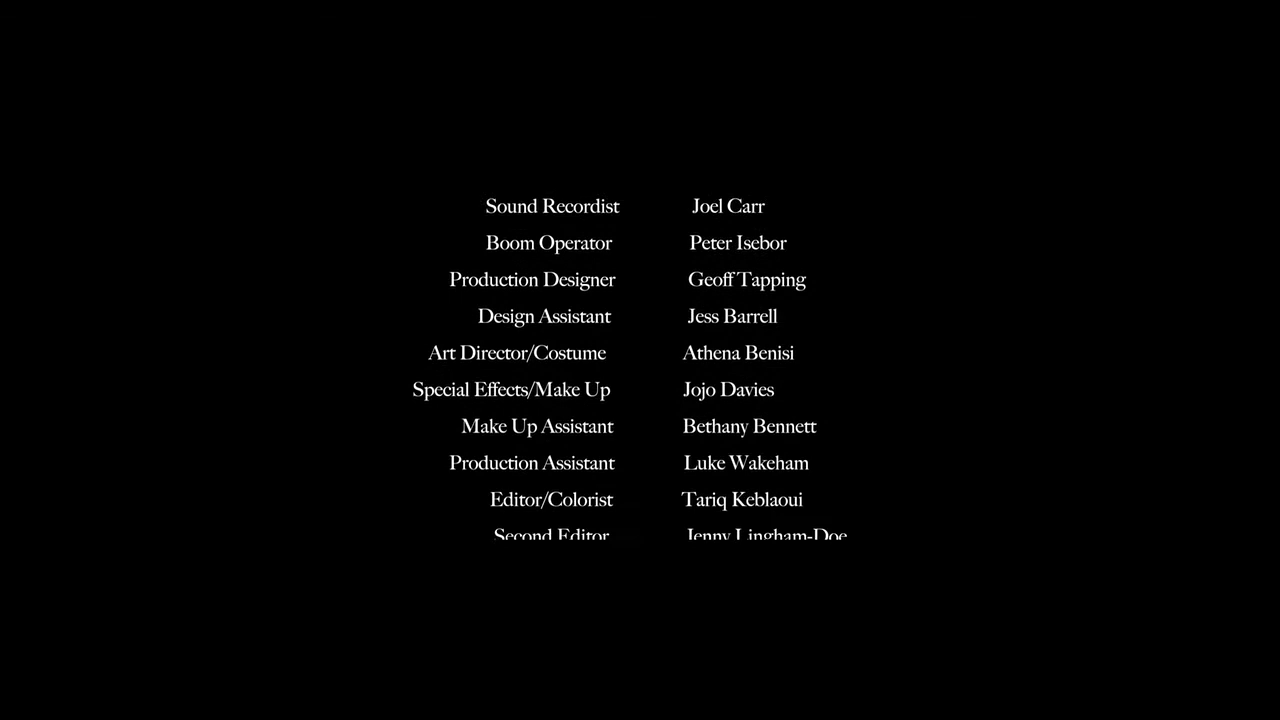 Sound Recordist Joel Carr
Boom Operator Peter Isebor
Production Designer Geoff Tapping
Design Assistant Jess Barrell
Art Director/Costume Athena Benisi
Special Effects/Make Up Jojo Davies
Make Up Assistant Bethany Bennett
Production Assistant Luke Wakeham
Editor/Colorist Tariq Keblaoui
Second Editor Jenny Lingham-Doe